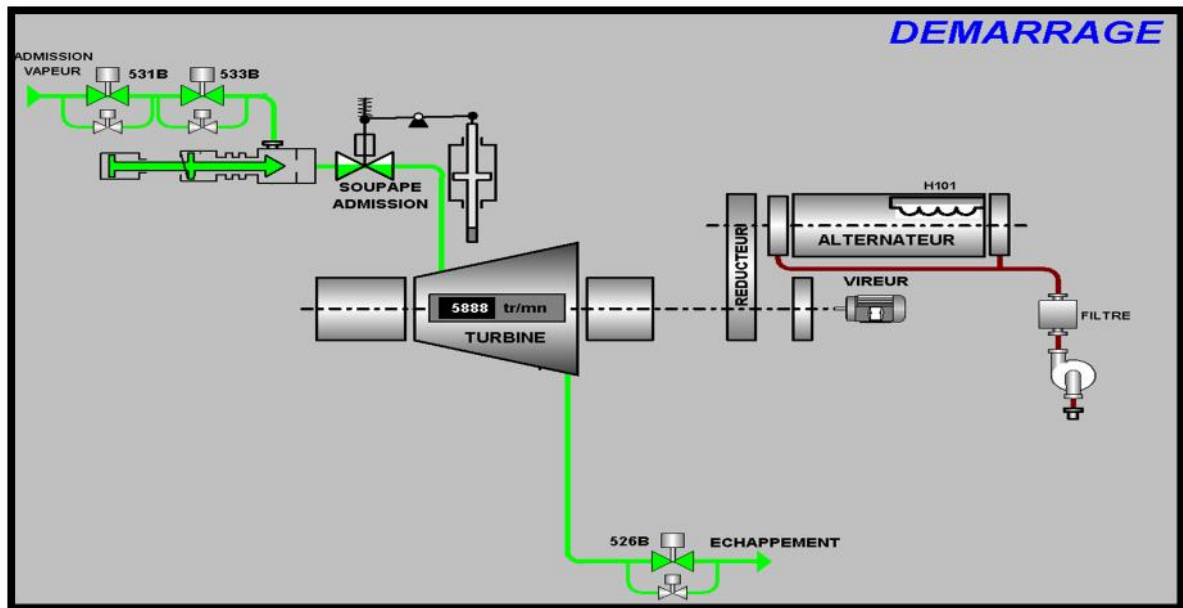 DEMARRAGE
ADMISSION
VAPEUR
531B
533B
SOUPAPE
ADMISSION
H101
ALTERNATEUR
REDUCTEUR
VIREUR
5888 tr/mn
TURBINE
FILTRE
526B
ECHAPPEMENT